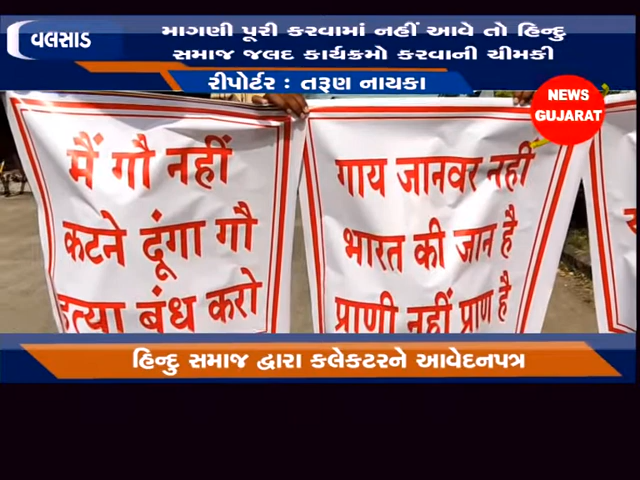 વલસાડ
માગણી પૂરી કરવામાં નહીં આવે તો હિન્દુ
સમાજ જલદ કાર્યક્રમો કરવાની ચીમકી
રીપોર્ટર : તરૂણ નાયકા
NEWS
GUJARAT
मैं गौ नहीं
कटने दूंगा गौ
हत्या बंध करो
गाय जानवर नहीं
भारत की जान है
प्राणी नहीं प्राण है
હિન્દુ સમાજ દ્વારા કલેકટરને આવેદનપત્ર